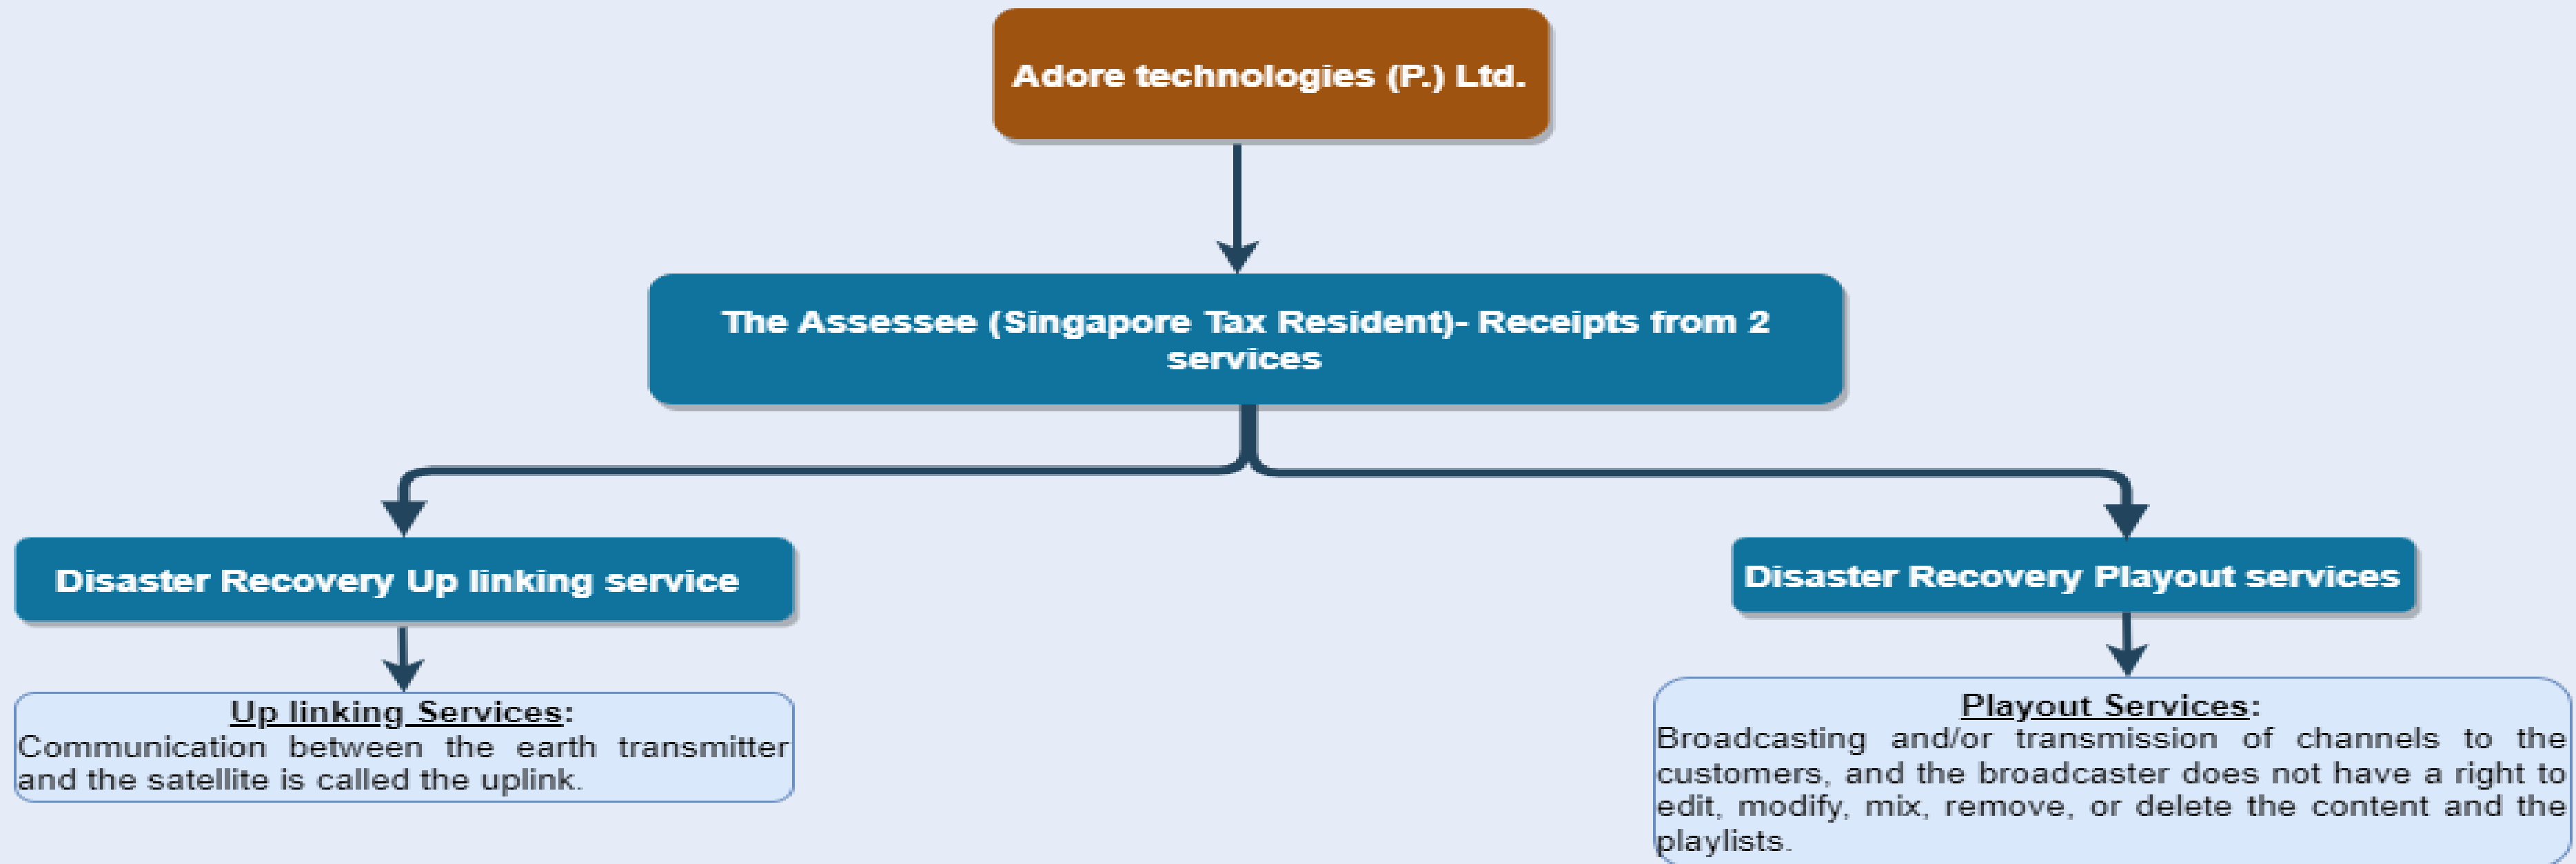 Adore technologies (P.) Ltd.
The Assessee (Singapore Tax Resident)- Receipts from 2
services
Disaster Recovery Up linking service
Disaster Recovery Playout services
Up linking Services:
Communication between the earth transmitter
and the satellite is called the uplink.
Playout Services:
Broadcasting and/or transmission of channels to the
customers, and the broadcaster does not have a right to
edit, modify, mix, remove, or delete the content and the
playlists.